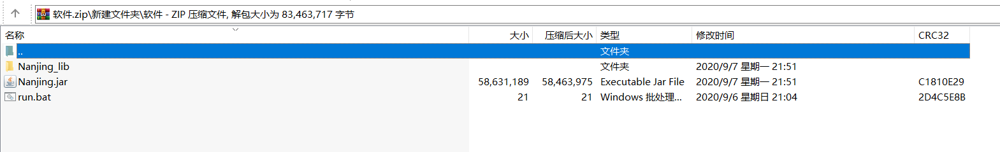 软件.zip\新建文件夹\软件 - ZIP 压缩文件, 解包大小为 83,463,717 字节
名称 大小 压缩后大小 类型 修改时间 CRC32
.. 文件夹
Nanjing_lib 文件夹 2020/9/7 星期一 21:51
Nanjing.jar 58,631,189 58,463,975 Executable Jar File 2020/9/7 星期一 21:51 C1810E29
run.bat 21 21 Windows 批处理... 2020/9/6 星期日 21:04 2D4C5E8B